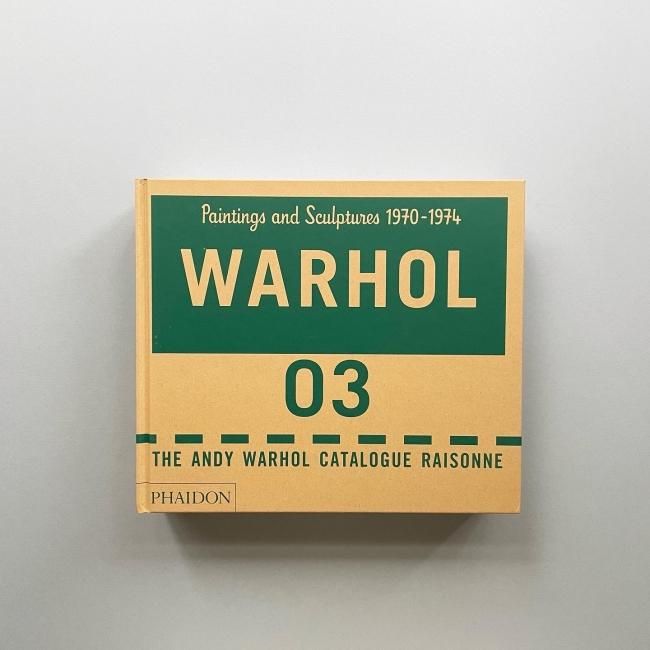 Paintings and Sculptures 1970-1974
WARHOL
03
THE ANDY WARHOL CATALOGUE RAISONNE
PHAIDON